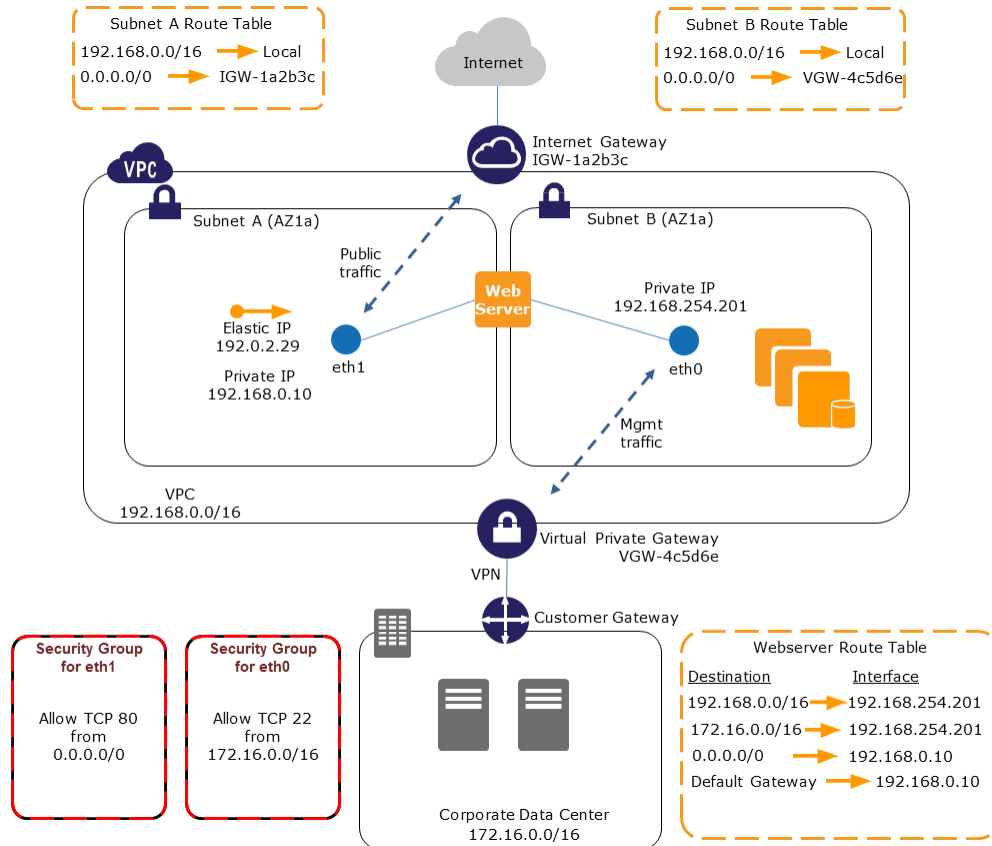 Subnet A Route Table
192.168.0.0/16 Local
0.0.0.0/0 IGW-1a2b3c
Internet
Subnet B Route Table
192.168.0.0/16 Local
0.0.0.0/0 VGW-4c5d6e
Internet Gateway
IGW-1a2b3c
VPC
Subnet A (AZ1a)
Subnet B (AZ1a)
Public
traffic
Web
Server
Private IP
192.168.254.201
Elastic IP
192.0.2.29
eth1
eth0
Private IP
192.168.0.10
Mgmt
traffic
VPC
192.168.0.0/16
Virtual Private Gateway
VGW-4c5d6e
VPN
Customer Gateway
Security Group
for eth1
Allow TCP 80
from
0.0.0.0/0
Security Group
for eth0
Allow TCP 22
from
172.16.0.0/16
Corporate Data Center
172.16.0.0/16
Webserver Route Table
Destination Interface
192.168.0.0/16 192.168.254.201
172.16.0.0/16 192.168.254.201
0.0.0.0/0 192.168.0.10
Default Gateway 192.168.0.10